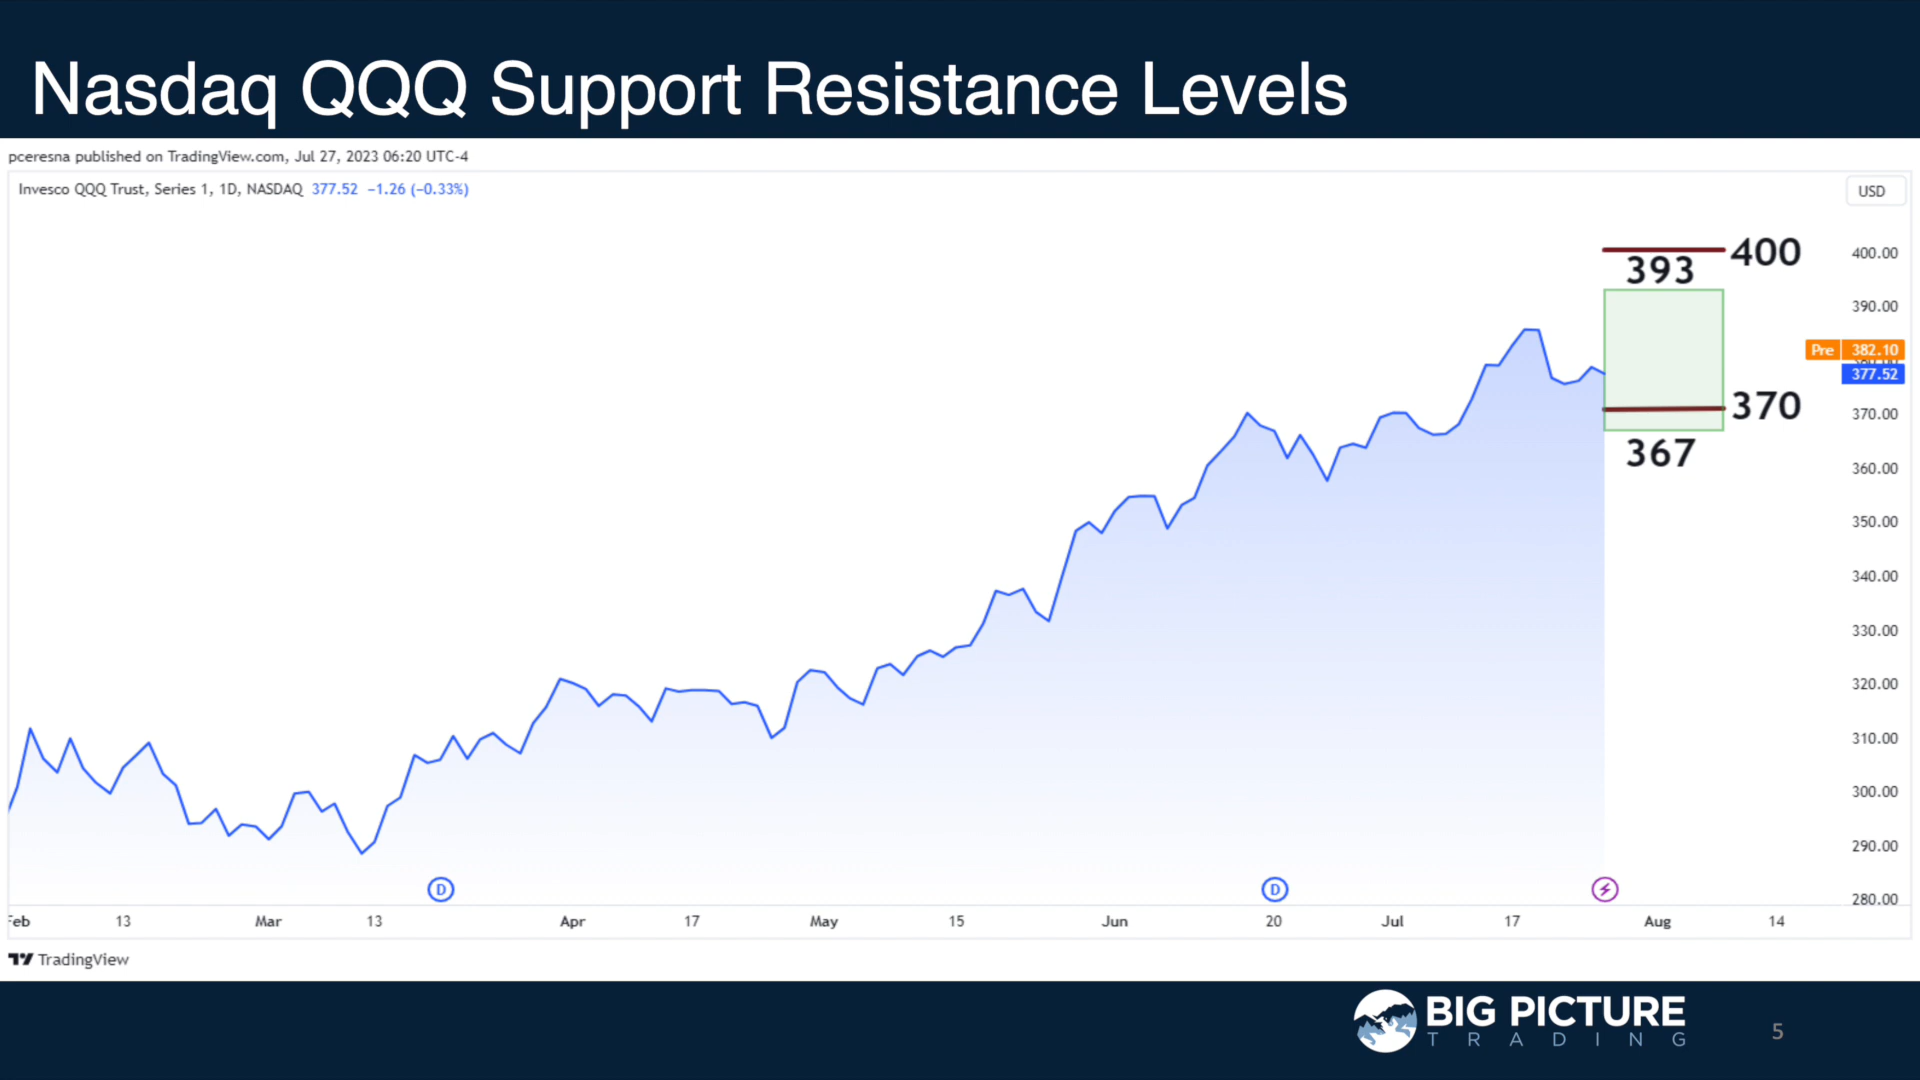 Nasdaq QQQ Support Resistance Levels
pceresna published on TradingView.com, Jul 27, 2023 06:20 UTC-4
Invesco QQQ Trust, Series 1, 1D, NASDAQ 377.52 −1.26 (−0.33%)
USD
400
393
400.00
390.00
Pre 382.10
377.52
370
370.00
367
360.00
350.00
340.00
330.00
320.00
310.00
300.00
290.00
280.00
D D
Feb 13 Mar 13 Apr 17 May 15 Jun 20 Jul 17 Aug 14
TradingView
BIG PICTURE
TRADING
5